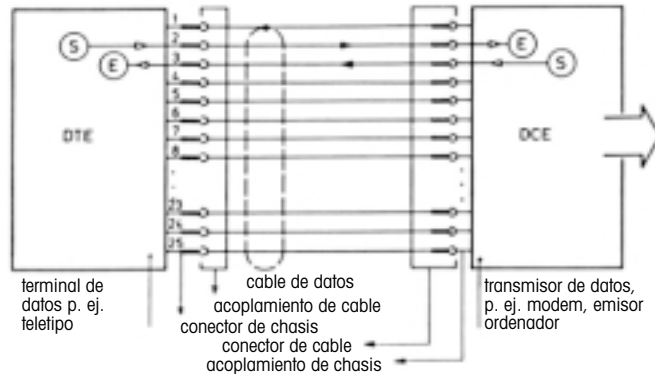 1
2
S
E
3
E
S
4
5
6
7
DTE
DCE
8
23
24
25
terminal de
datos p. ej.
teletipo
cable de datos
acoplamiento de cable
conector de chasis
conector de cable
acoplamiento de chasis
transmisor de datos,
p. ej. modem, emisor
ordenador